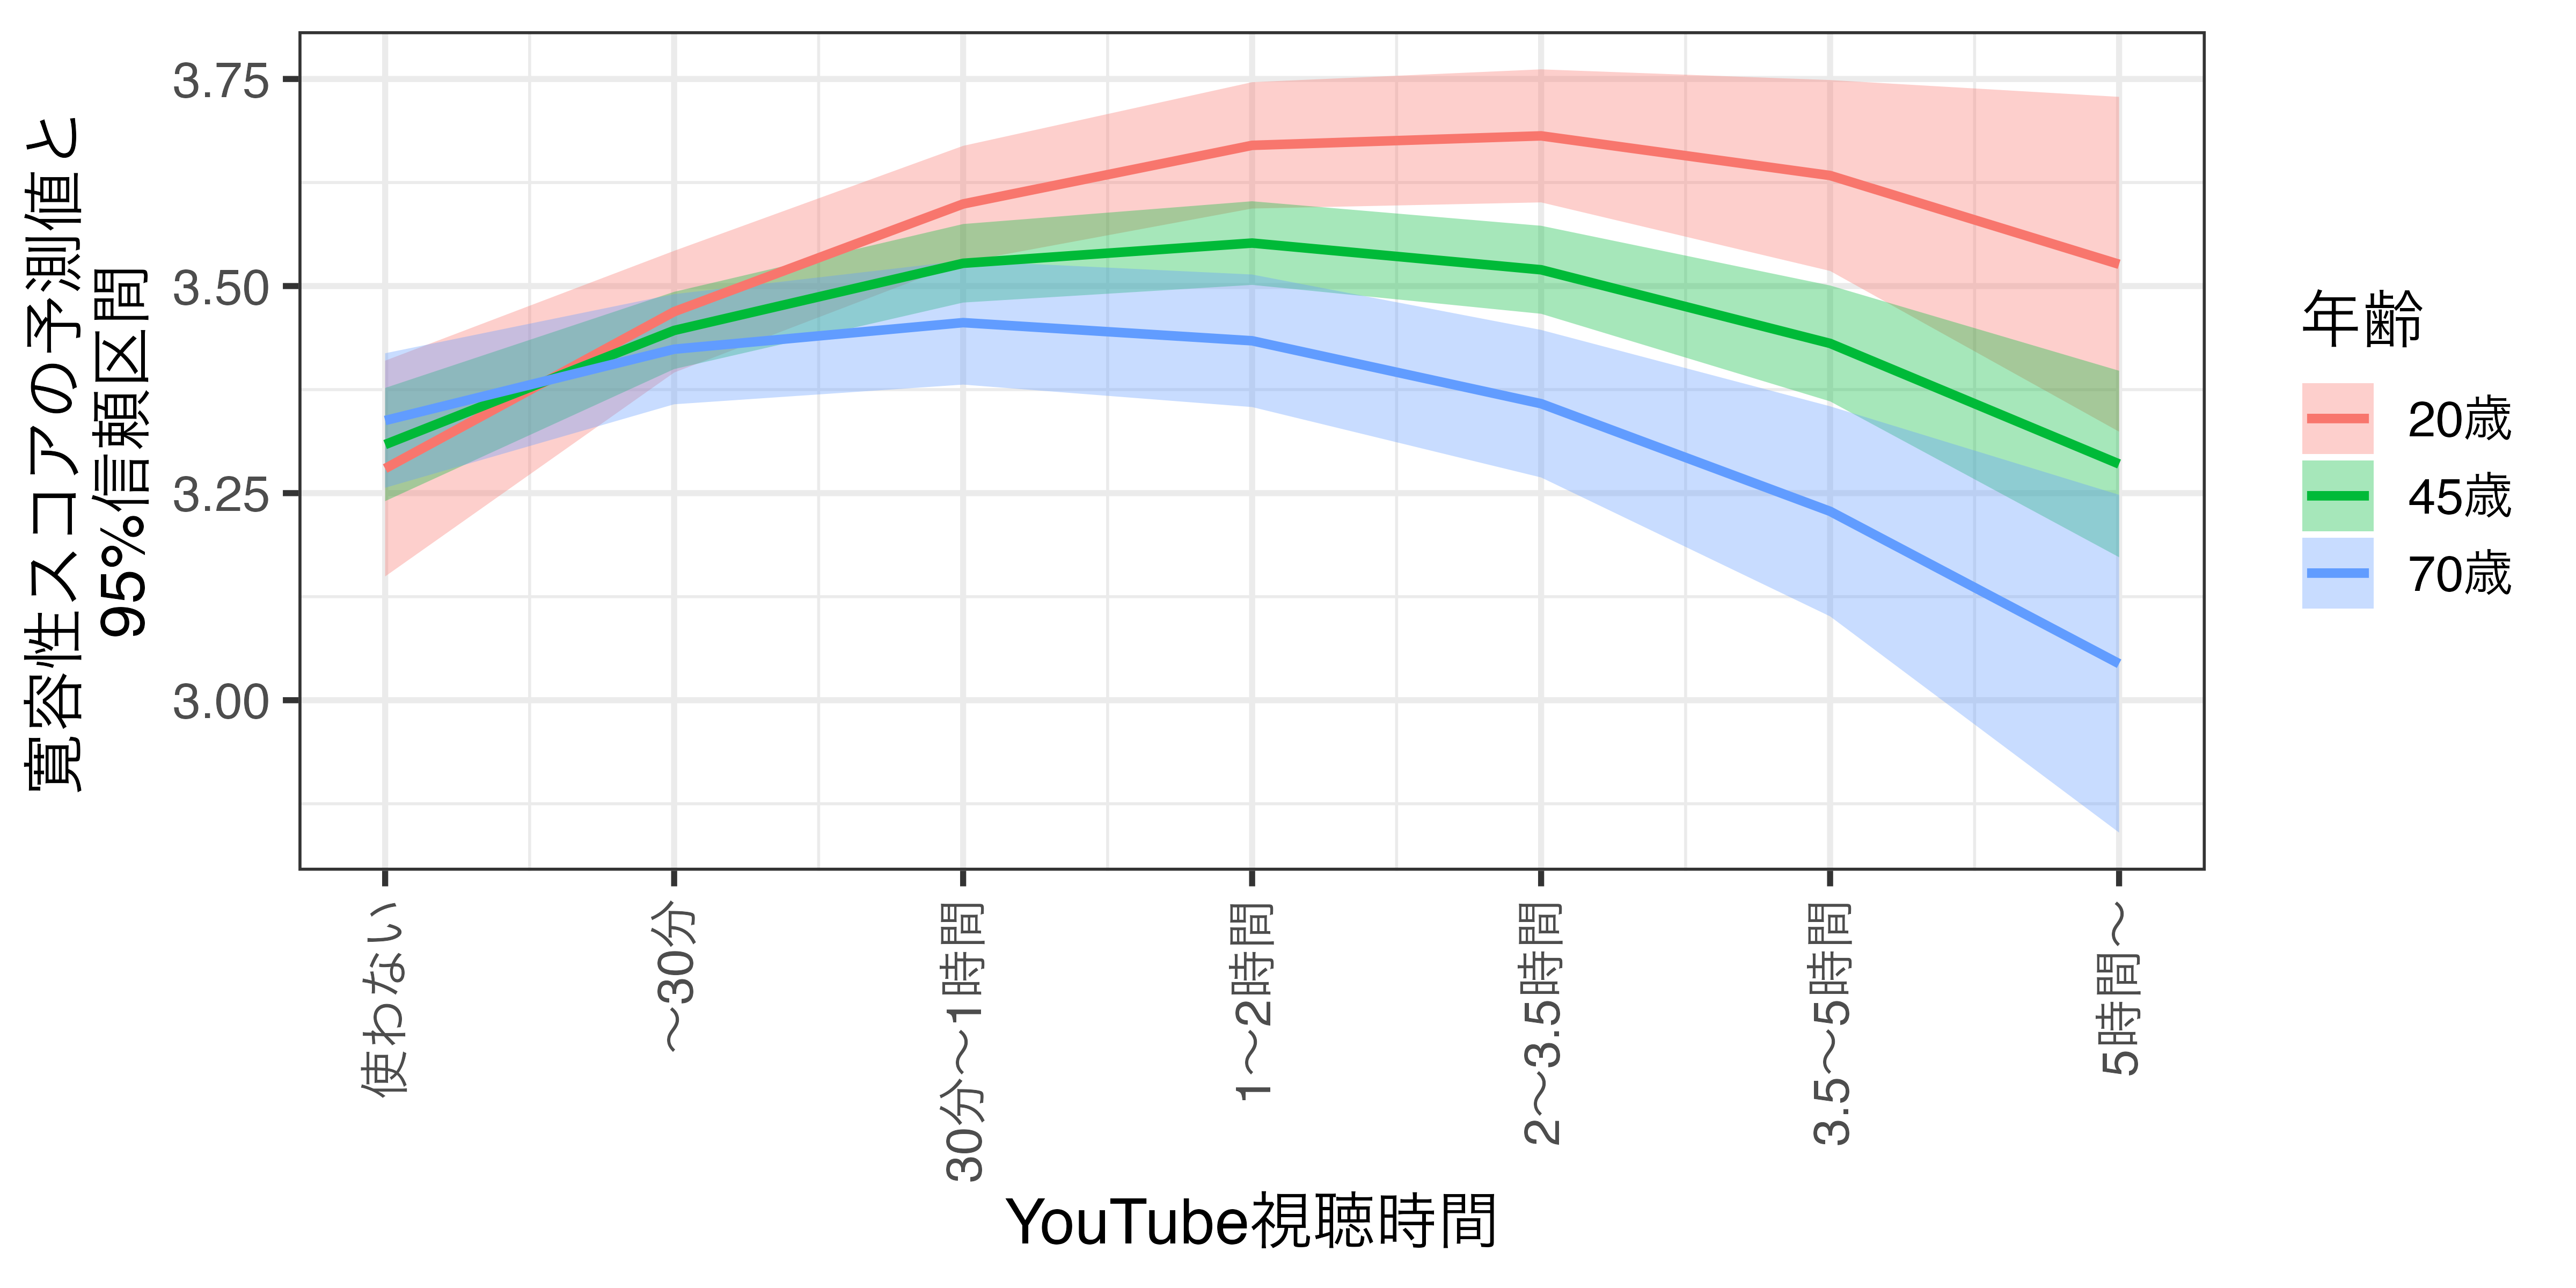 寛容性スコアの予測値と
95%信頼区間
3.75
3.50
3.25
3.00
使わない
～30分
30分～1時間
1～2時間
2～3.5時間
3.5～5時間
5時間～
YouTube視聴時間
年齢
20歳
45歳
70歳